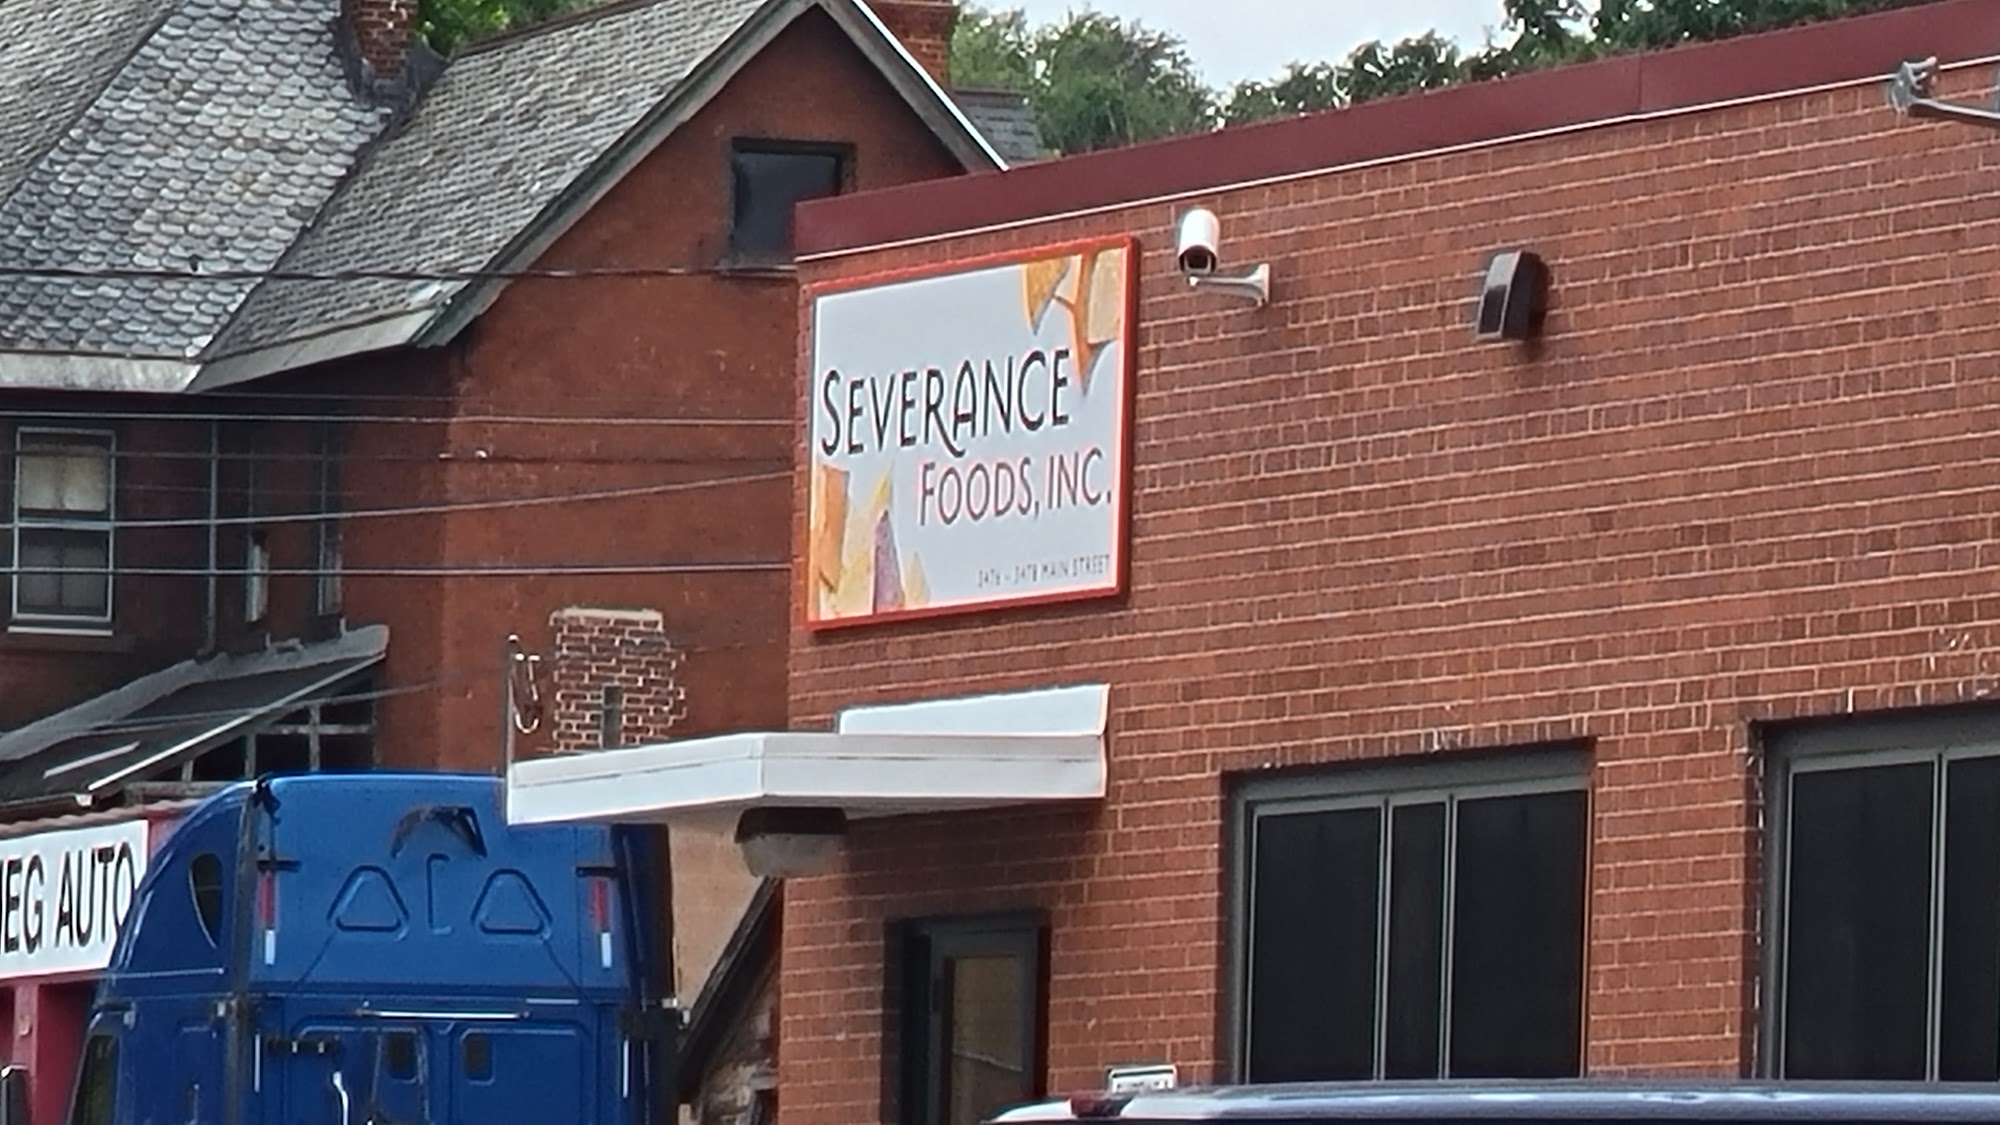 SEVERANCE
FOODS, INC.
3476 - 3478 MAIN STREET
EG AUTO